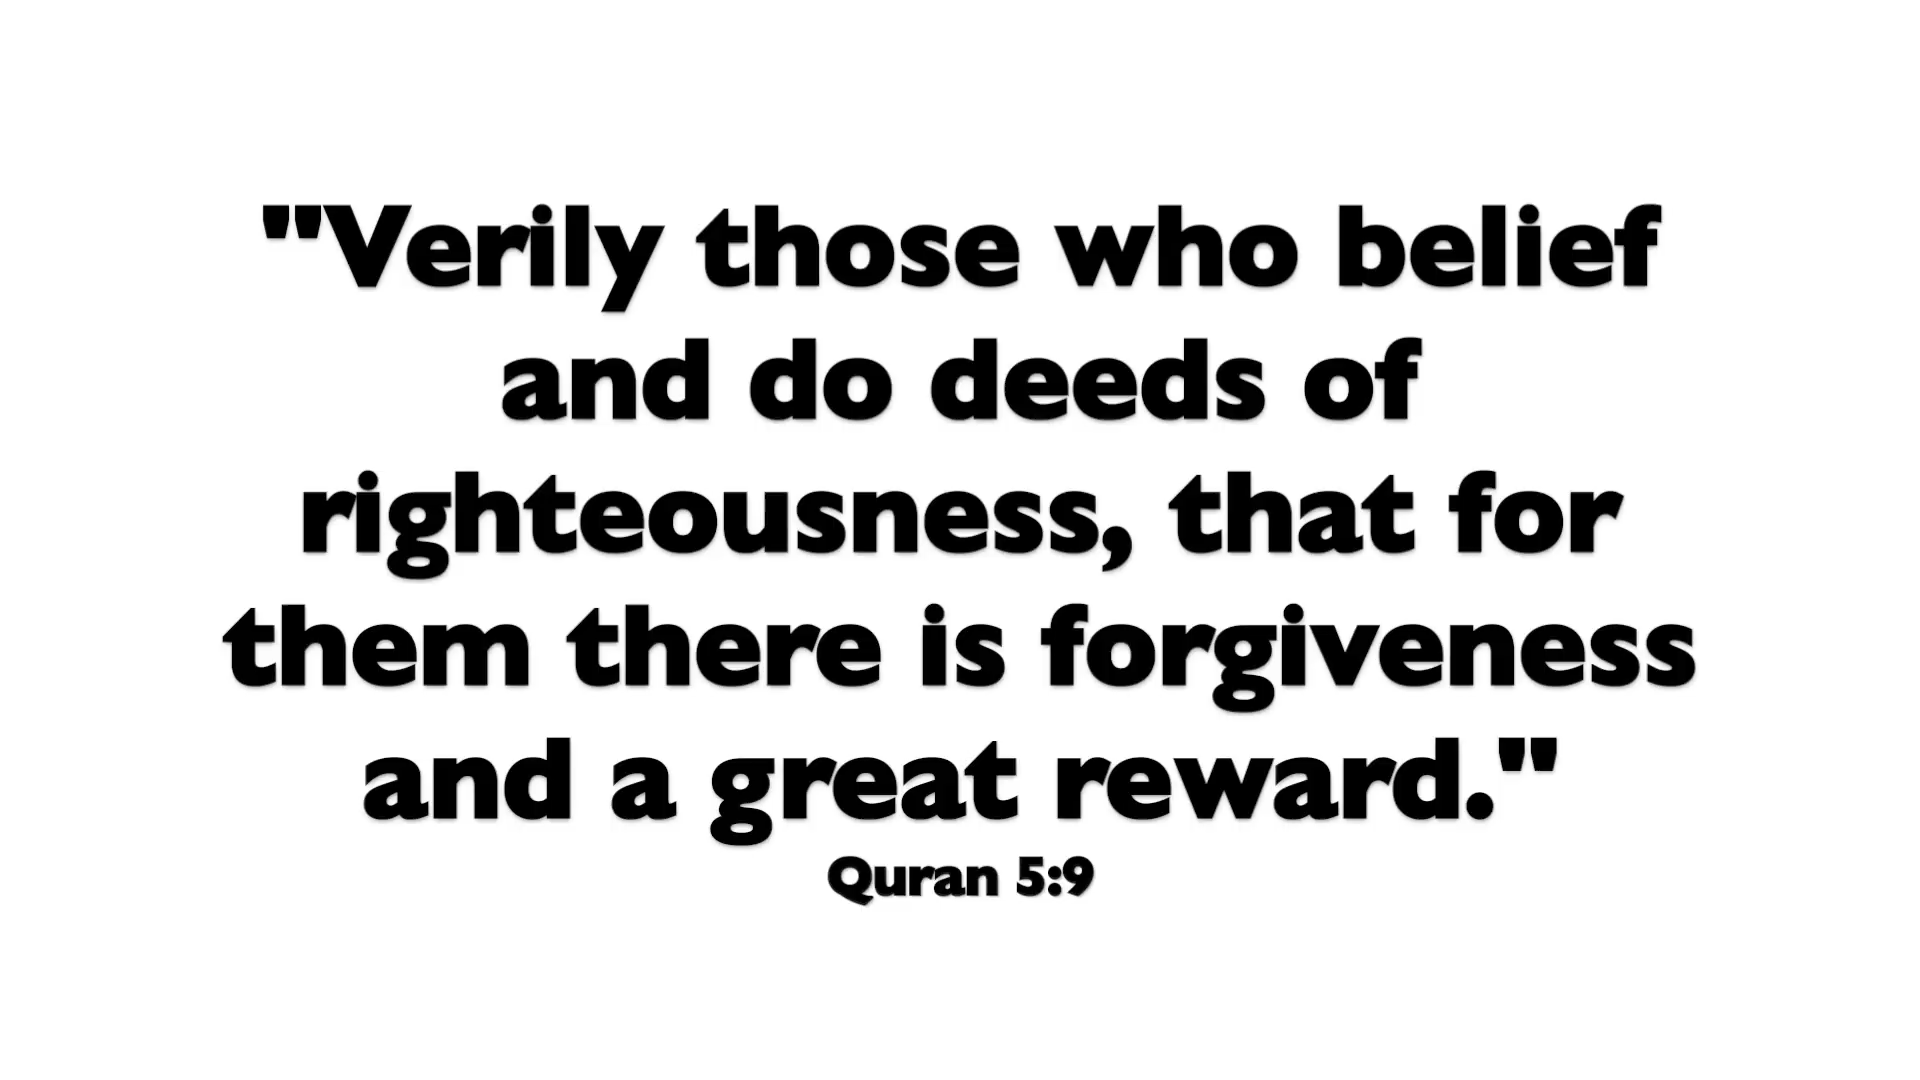 "Verily those who belief
and do deeds of
righteousness, that for
them there is forgiveness
and a great reward."
Quran 5:9